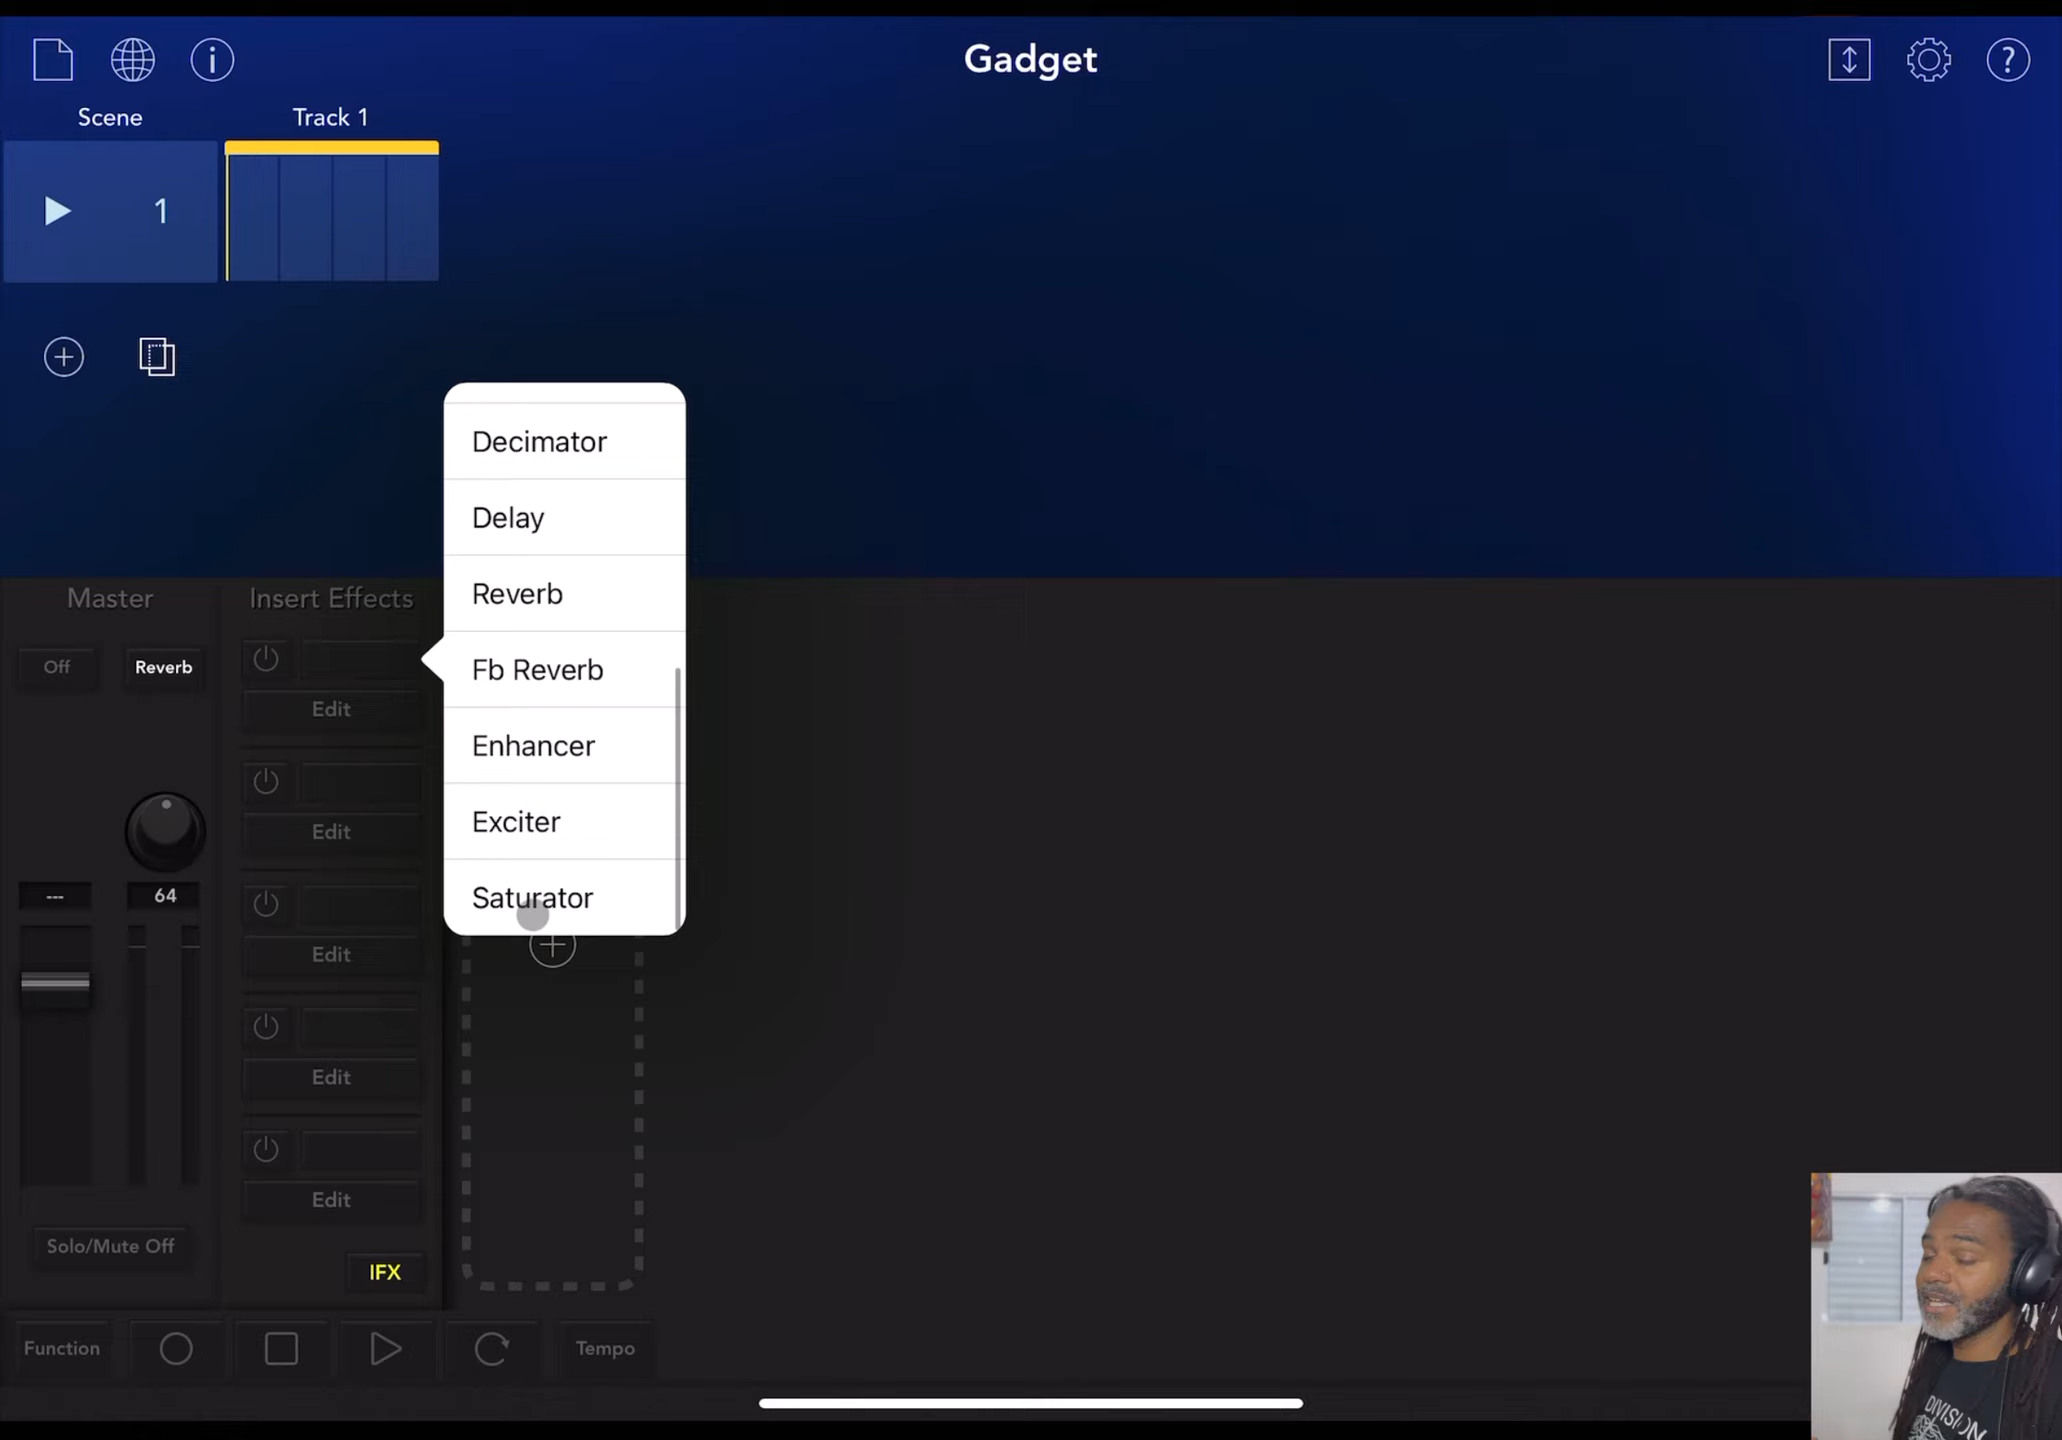 Gadget
Scene
Track 1
1
Decimator
Delay
Reverb
Fb Reverb
Enhancer
Exciter
Saturator
Master
Insert Effects
Off
Reverb
Edit
Edit
---
64
Edit
Edit
Edit
Solo/Mute Off
IFX
Function
Tempo
DIVISION